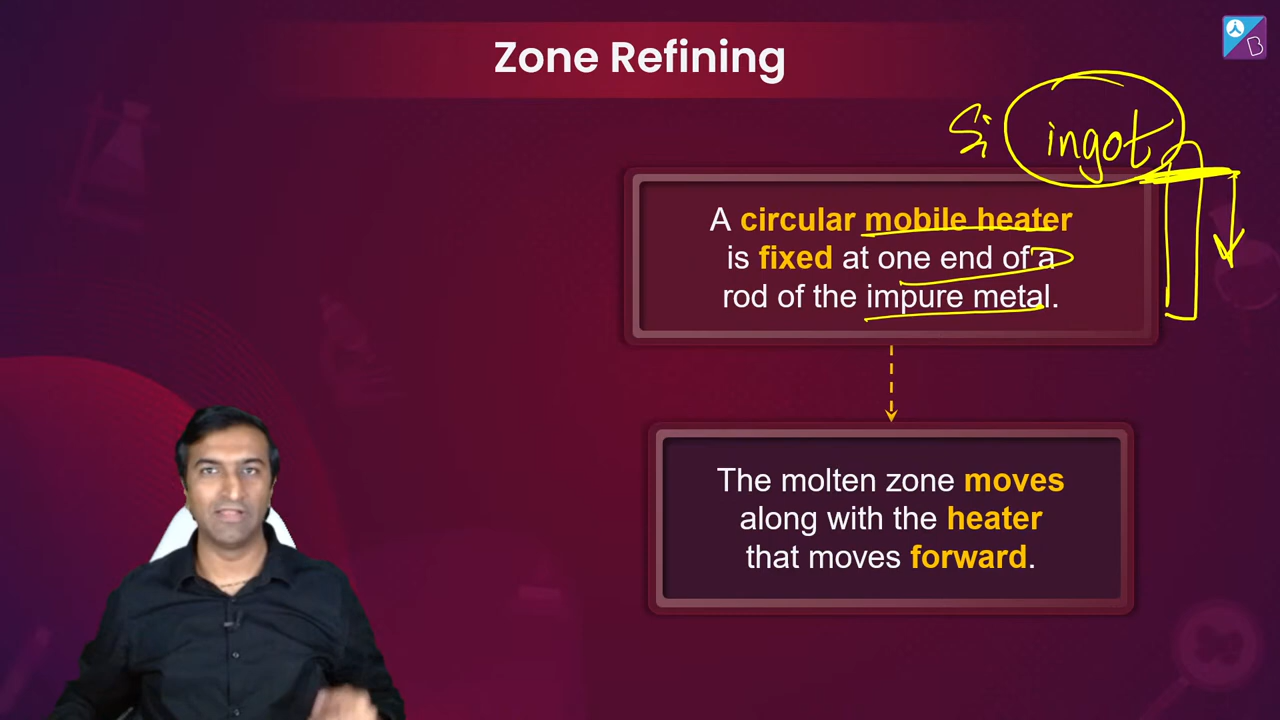 Zone Refining
Si ingot
A circular mobile heater
is fixed at one end of a
rod of the impure metal.
The molten zone moves
along with the heater
that moves forward.
B